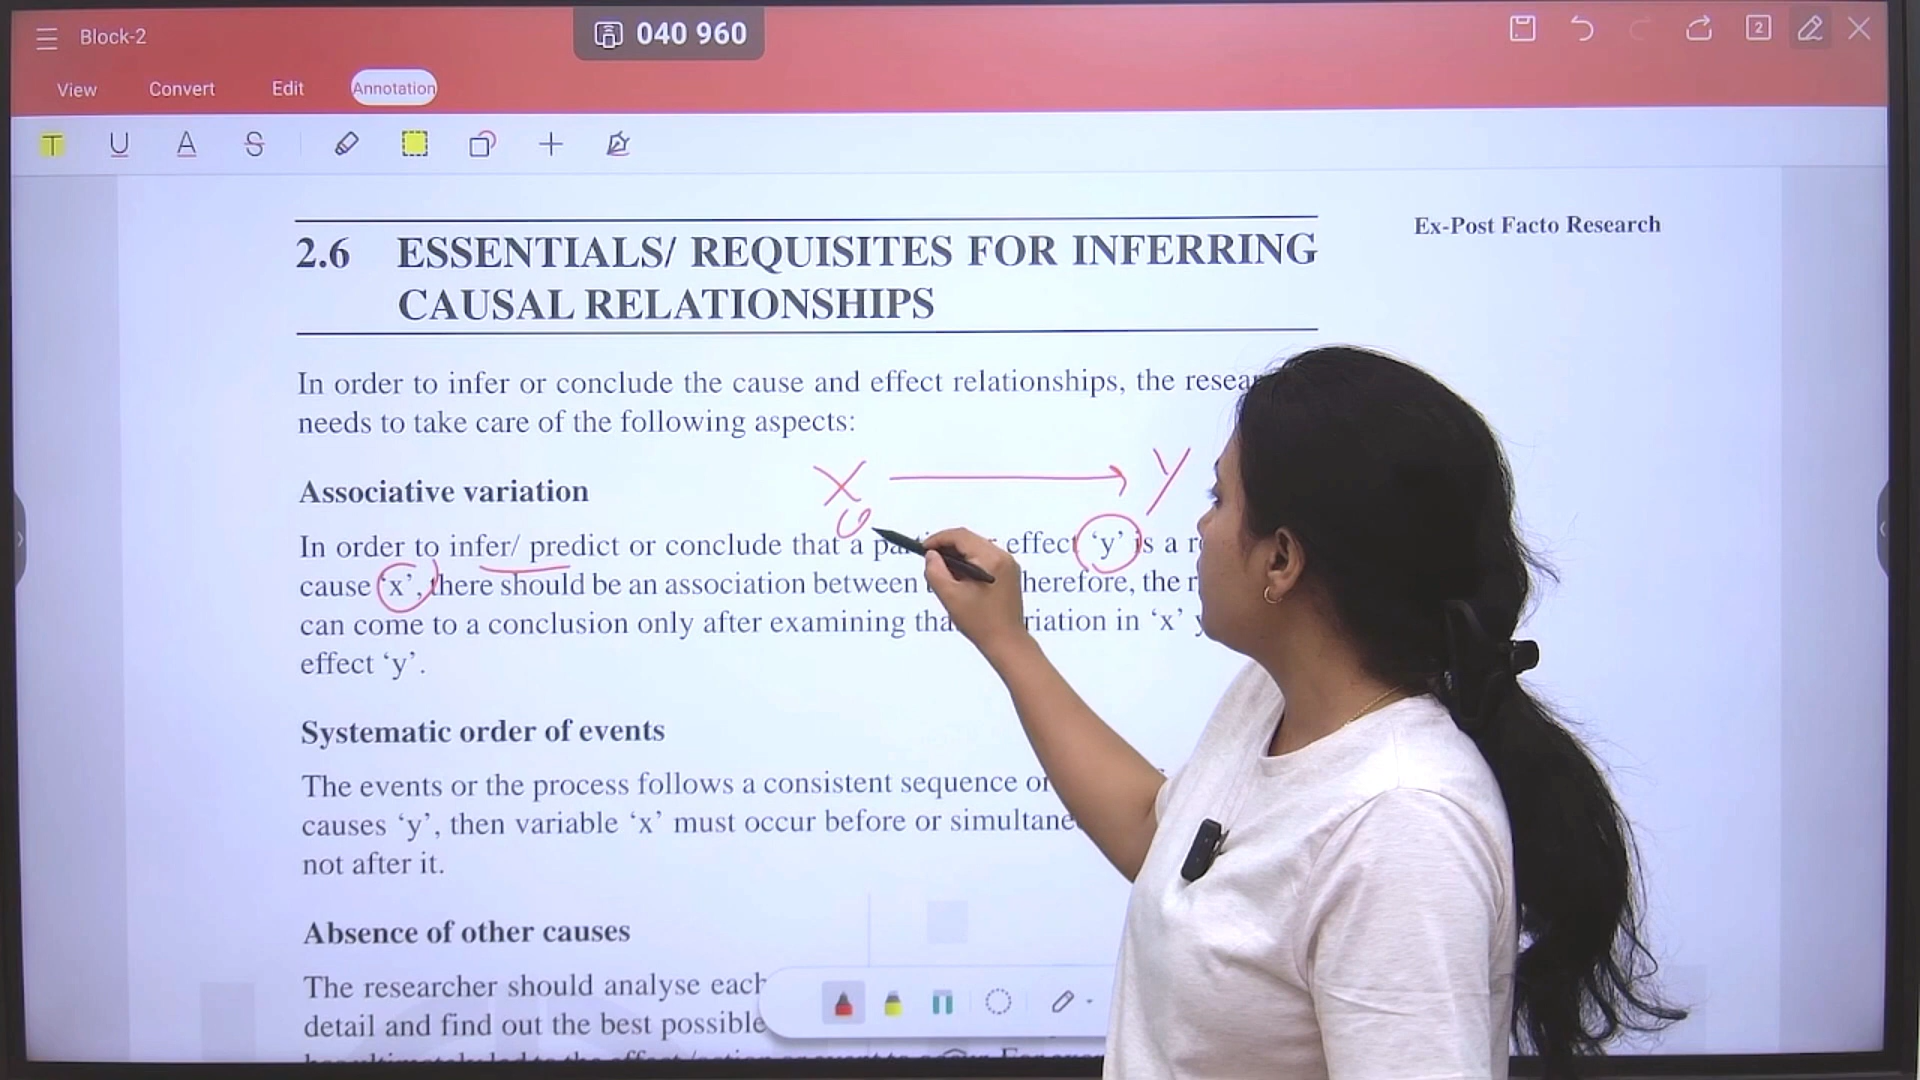 Block-2
040 960
2
View Convert Edit Annotation
T U A S
Ex-Post Facto Research
2.6 ESSENTIALS/ REQUISITES FOR INFERRING
CAUSAL RELATIONSHIPS
In order to infer or conclude the cause and effect relationships, the resear
needs to take care of the following aspects:
X → Y
Associative variation
In order to infer/ predict or conclude that a effect ‘y’ is a
cause ‘x’, there should be an association between herefore, the r
can come to a conclusion only after examining tha riation in ‘x’ y
effect ‘y’.
Systematic order of events
The events or the process follows a consistent sequence or
causes ‘y’, then variable ‘x’ must occur before or simultane
not after it.
Absence of other causes
The researcher should analyse each
detail and find out the best possible